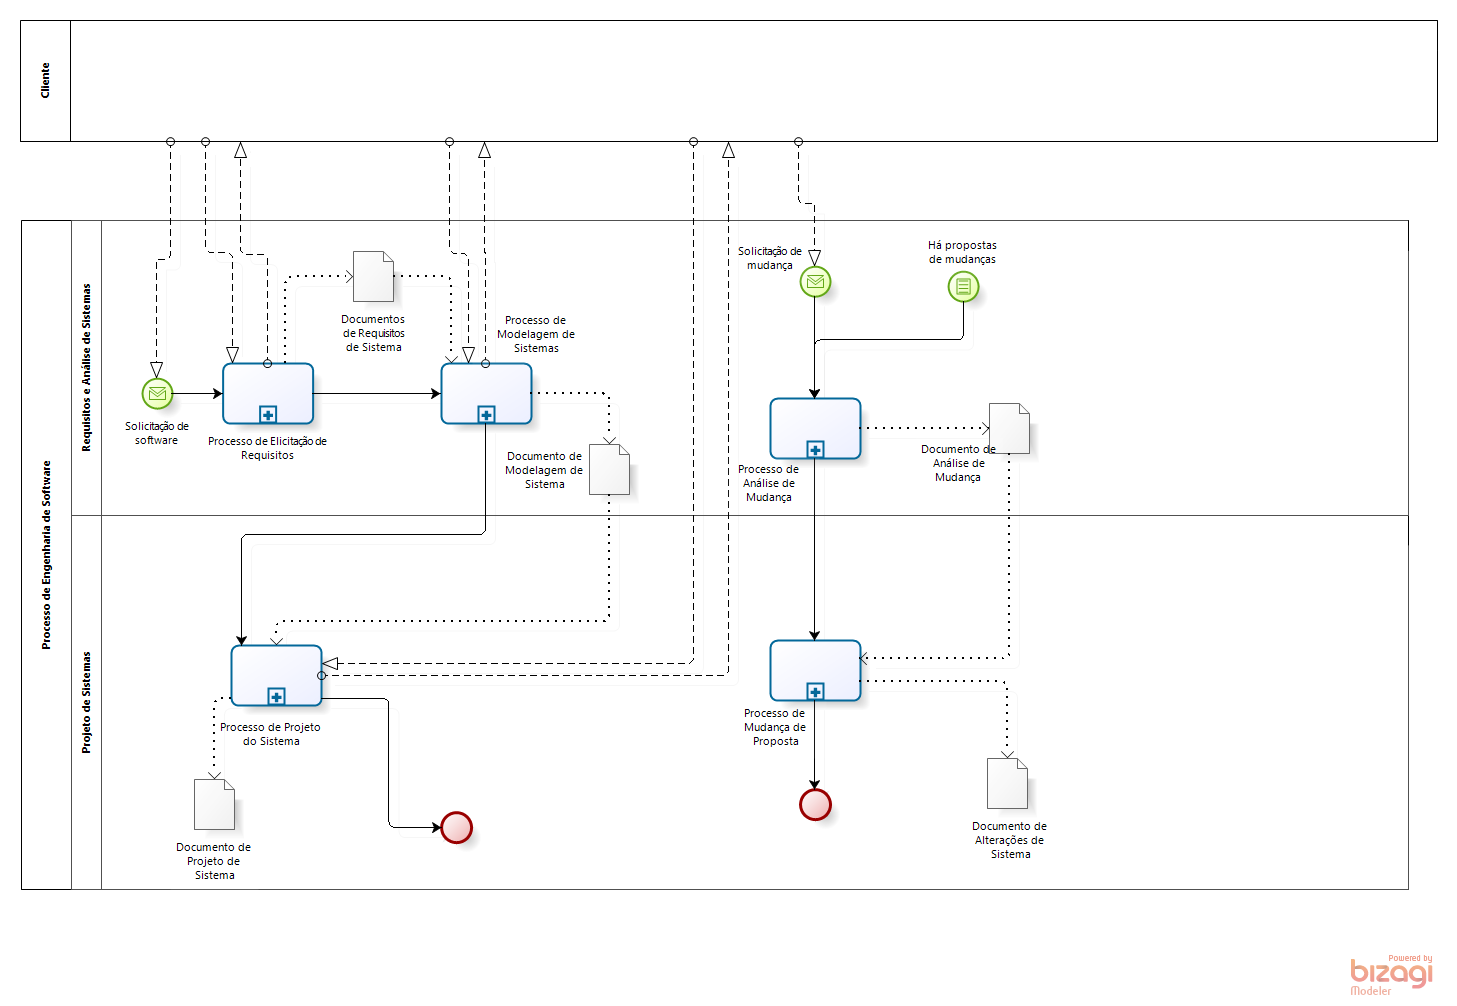 Cliente
Processo de Engenharia de Software
Requisitos e Análise de Sistemas
Solicitação de
software
Processo de Elicitação de
Requisitos
Documentos
de Requisitos
de Sistema
Processo de
Modelagem de
Sistemas
Documento de
Modelagem de
Sistema
Solicitação de
mudança
Há propostas
de mudanças
Processo de
Análise de
Mudança
Documento de
Análise de
Mudança
Projeto de Sistemas
Processo de Projeto
do Sistema
Documento de
Projeto de
Sistema
Processo de
Mudança de
Proposta
Documento de
Alterações de
Sistema
Powered by
bizagi
Modeler